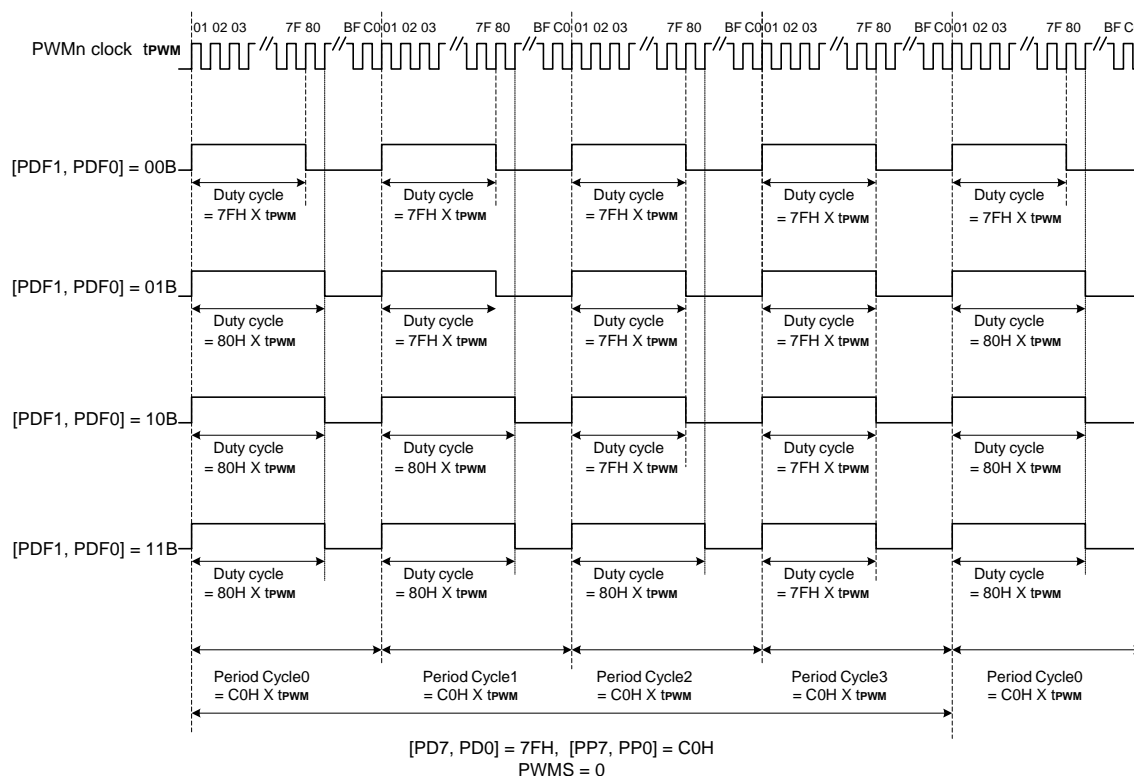 01 02 03 7F 80 BF C0 01 02 03 7F 80 BF C0 01 02 03 7F 80 BF C0 01 02 03 7F 80 BF C0 01 02 03 7F 80 BF C
PWMn clock tPWM
[PDF1, PDF0] = 00B
Duty cycle Duty cycle Duty cycle Duty cycle Duty cycle
= 7FH X tPWM = 7FH X tPWM = 7FH X tPWM = 7FH X tPWM = 7FH X tPWM
[PDF1, PDF0] = 01B
Duty cycle Duty cycle Duty cycle Duty cycle Duty cycle
= 80H X tPWM = 7FH X tPWM = 7FH X tPWM = 7FH X tPWM = 80H X tPWM
[PDF1, PDF0] = 10B
Duty cycle Duty cycle Duty cycle Duty cycle Duty cycle
= 80H X tPWM = 80H X tPWM = 7FH X tPWM = 7FH X tPWM = 80H X tPWM
[PDF1, PDF0] = 11B
Duty cycle Duty cycle Duty cycle Duty cycle Duty cycle
= 80H X tPWM = 80H X tPWM = 80H X tPWM = 7FH X tPWM = 80H X tPWM
Period Cycle0 Period Cycle1 Period Cycle2 Period Cycle3 Period Cycle0
= C0H X tPWM = C0H X tPWM = C0H X tPWM = C0H X tPWM = C0H X tPWM
[PD7, PD0] = 7FH, [PP7, PP0] = C0H
PWMS = 0